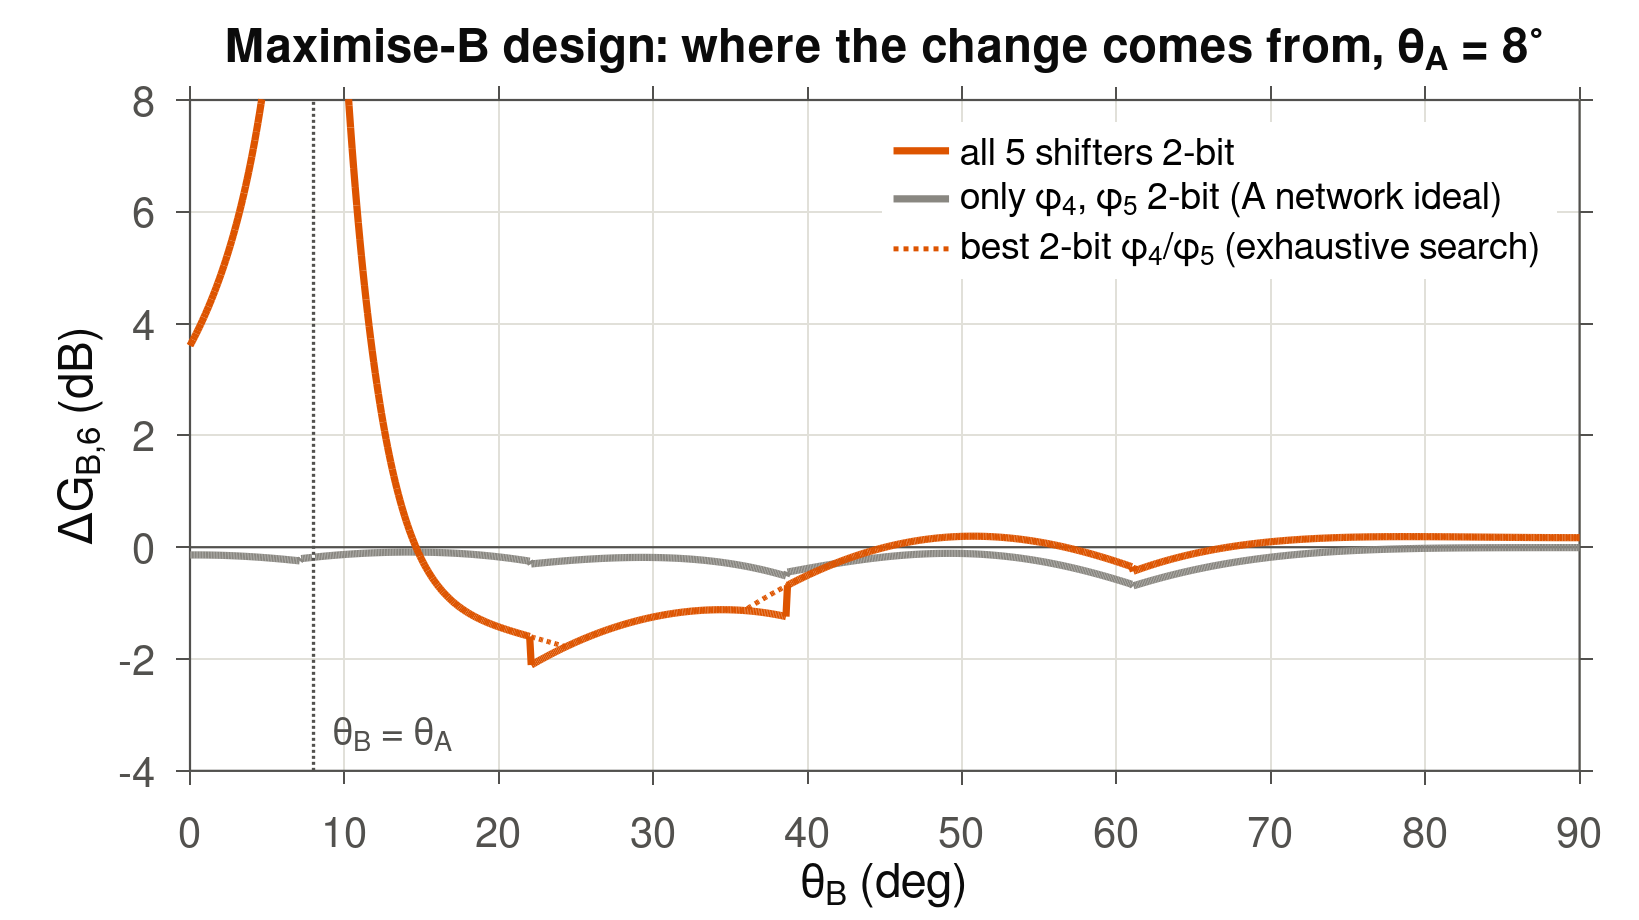 Maximise-B design: where the change comes from, θA = 8°
8
6
4
2
0
-2
-4
ΔGB,6 (dB)
all 5 shifters 2-bit
only φ4, φ5 2-bit (A network ideal)
best 2-bit φ4/φ5 (exhaustive search)
θB = θA
0 10 20 30 40 50 60 70 80 90
θB (deg)